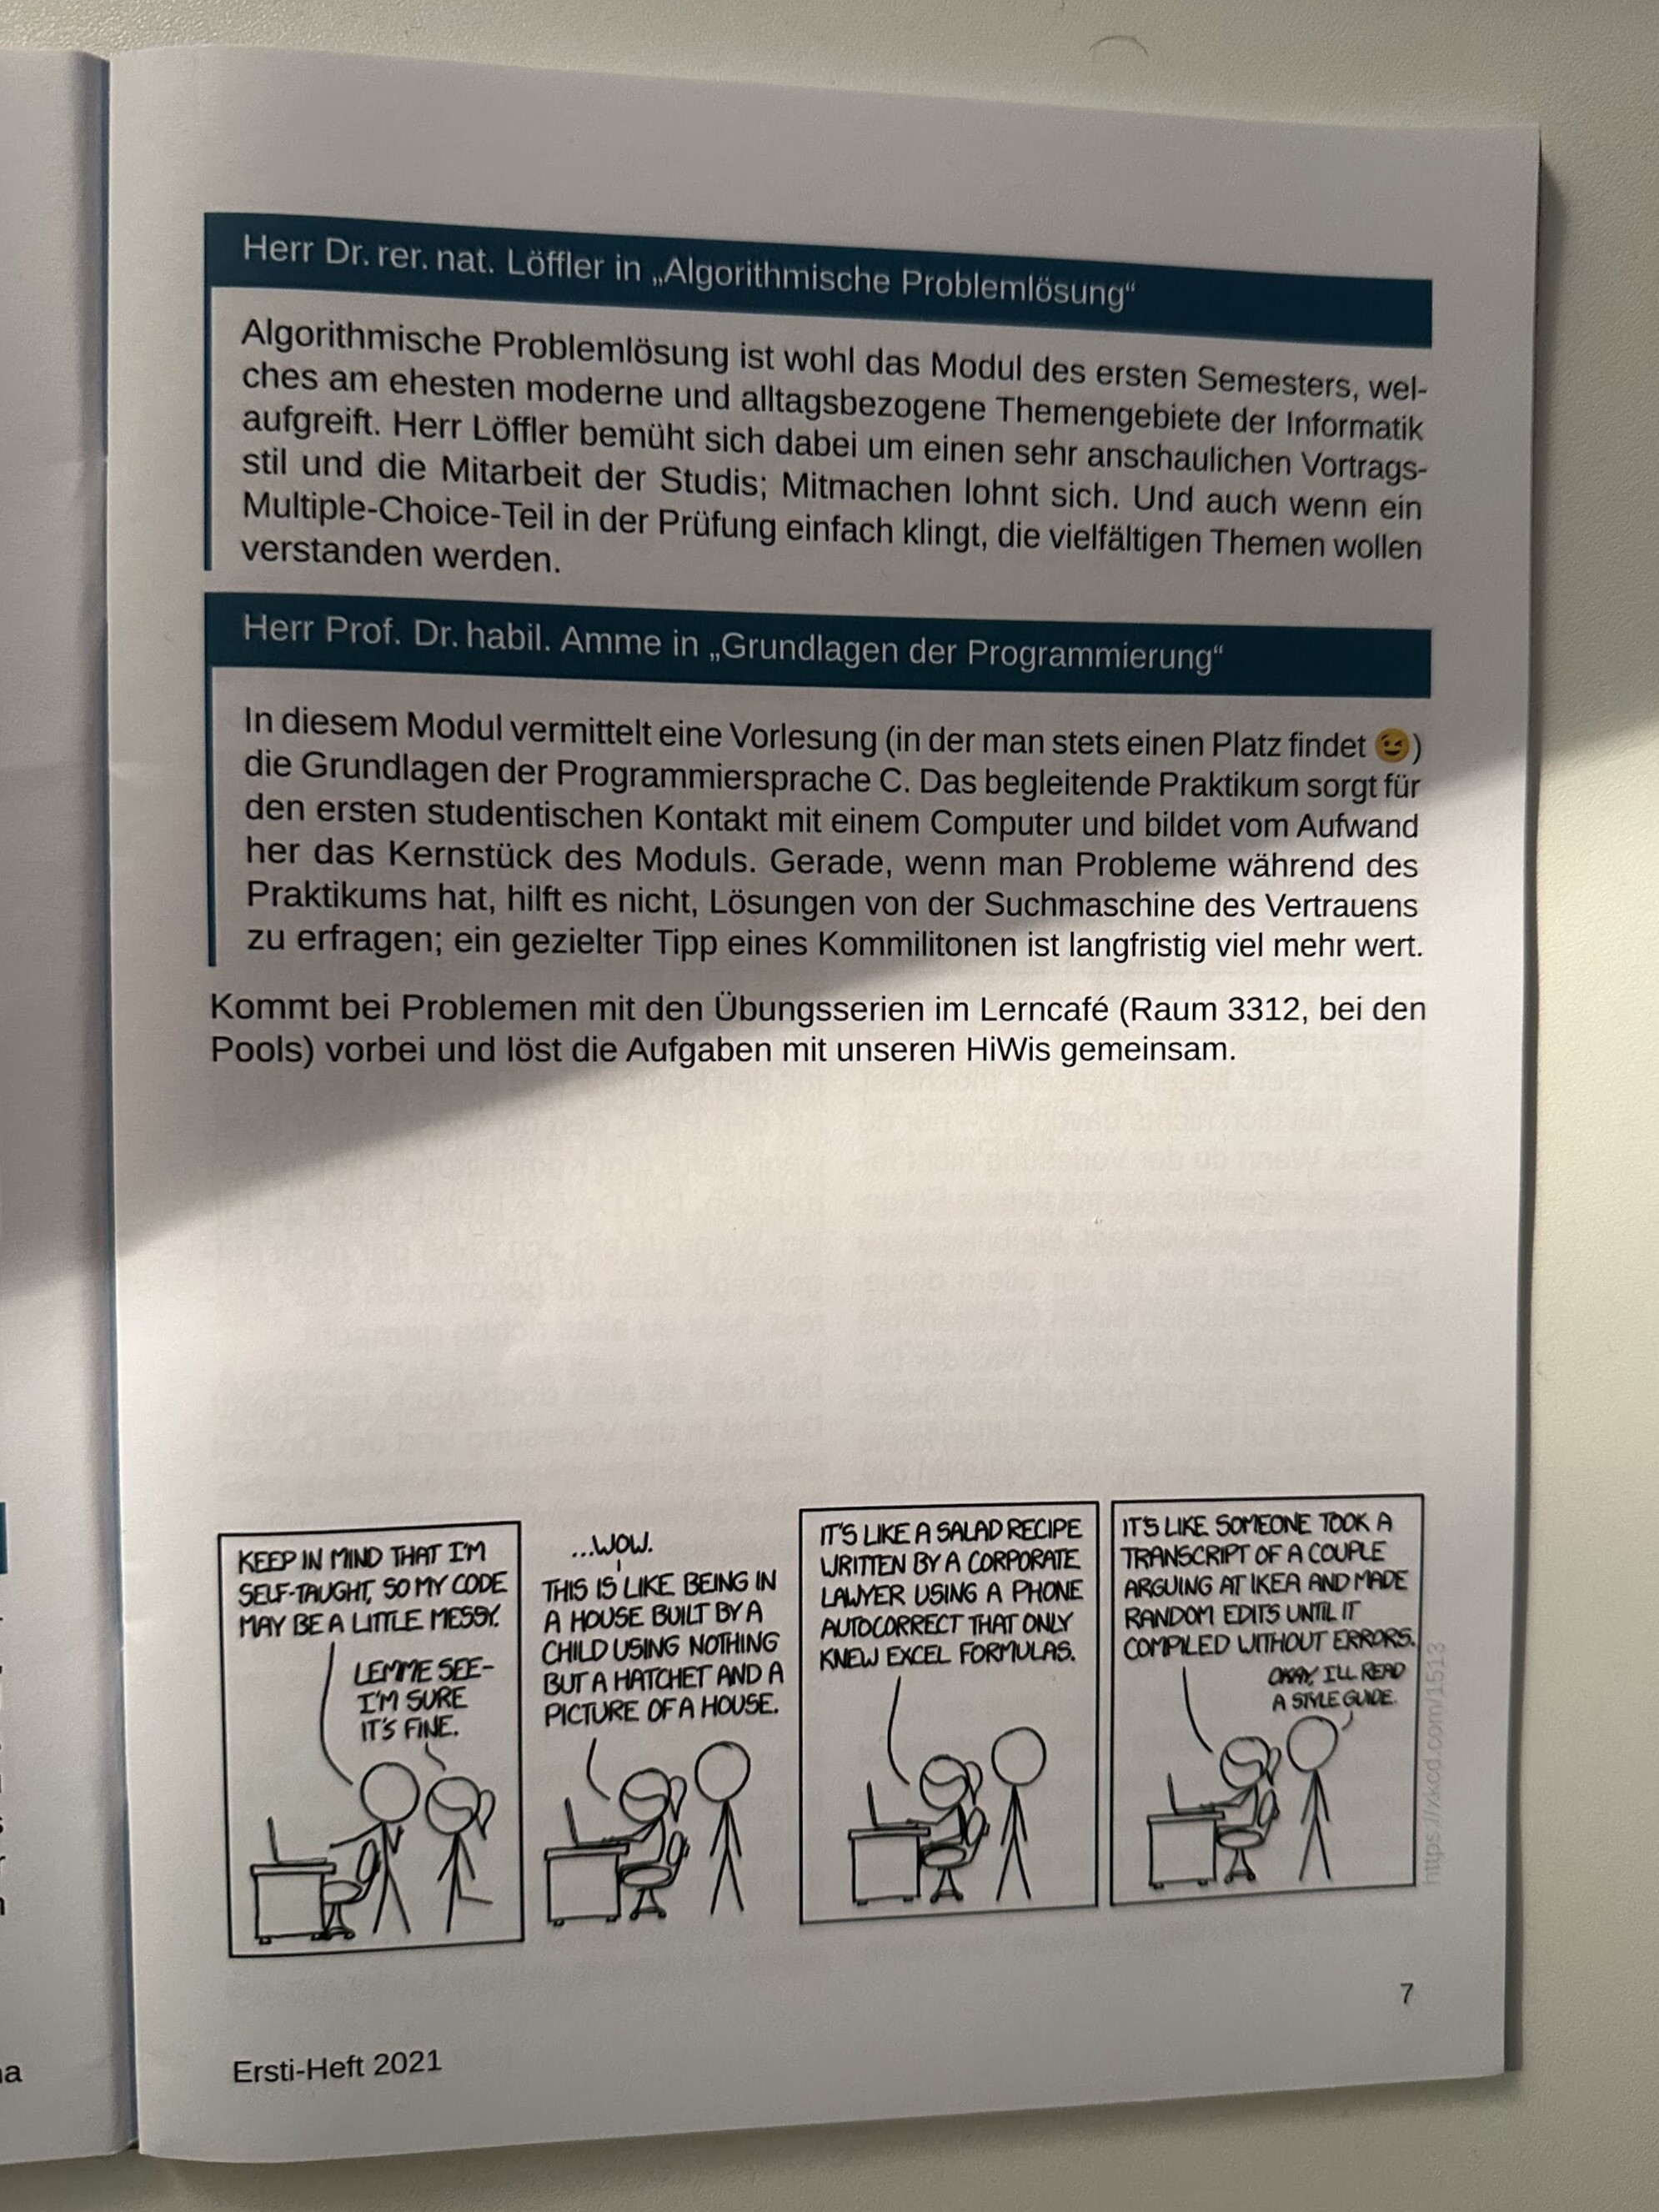 Herr Dr. rer. nat. Löffler in „Algorithmische Problemlösung“
Algorithmische Problemlösung ist wohl das Modul des ersten Semesters, wel-
ches am ehesten moderne und alltagsbezogene Themengebiete der Informatik
aufgreift. Herr Löffler bemüht sich dabei um einen sehr anschaulichen Vortrags-
stil und die Mitarbeit der Studis; Mitmachen lohnt sich. Und auch wenn ein
Multiple-Choice-Teil in der Prüfung einfach klingt, die vielfältigen Themen wollen
verstanden werden.
Herr Prof. Dr. habil. Amme in „Grundlagen der Programmierung“
In diesem Modul vermittelt eine Vorlesung (in der man stets einen Platz findet 😉)
die Grundlagen der Programmiersprache C. Das begleitende Praktikum sorgt für
den ersten studentischen Kontakt mit einem Computer und bildet vom Aufwand
her das Kernstück des Moduls. Gerade, wenn man Probleme während des
Praktikums hat, hilft es nicht, Lösungen von der Suchmaschine des Vertrauens
zu erfragen; ein gezielter Tipp eines Kommilitonen ist langfristig viel mehr wert.
Kommt bei Problemen mit den Übungsserien im Lerncafé (Raum 3312, bei den
Pools) vorbei und löst die Aufgaben mit unseren HiWis gemeinsam.
KEEP IN MIND THAT I'M
SELF-TAUGHT, SO MY CODE
MAY BE A LITTLE MESSY.
LEMME SEE-
I'M SURE
IT'S FINE.
...WOW.
THIS IS LIKE BEING IN
A HOUSE BUILT BY A
CHILD USING NOTHING
BUT A HATCHET AND A
PICTURE OF A HOUSE.
IT'S LIKE A SALAD RECIPE
WRITTEN BY A CORPORATE
LAWYER USING A PHONE
AUTOCORRECT THAT ONLY
KNEW EXCEL FORMULAS.
IT'S LIKE SOMEONE TOOK A
TRANSCRIPT OF A COUPLE
ARGUING AT IKEA AND MADE
RANDOM EDITS UNTIL IT
COMPILED WITHOUT ERRORS.
OKAY, I'LL READ
A STYLE GUIDE.
https://xkcd.com/1513
7
Ersti-Heft 2021